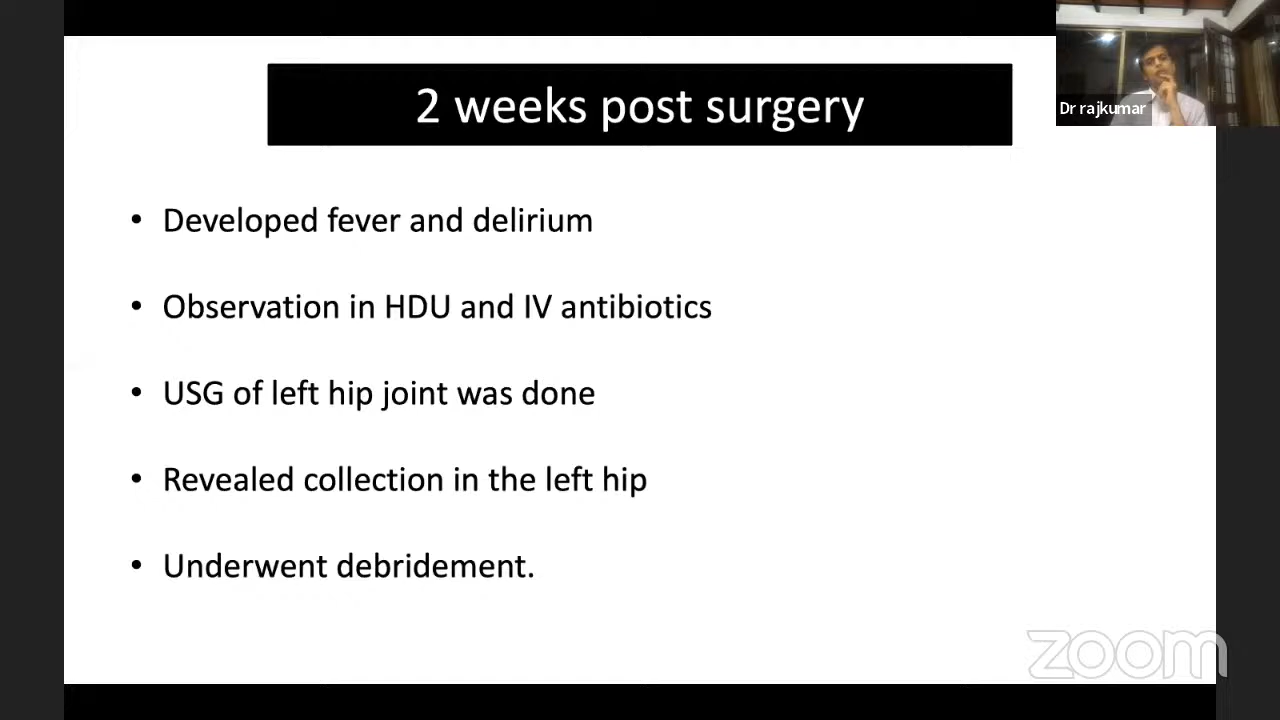 2 weeks post surgery
Dr rajkumar
• Developed fever and delirium
• Observation in HDU and IV antibiotics
• USG of left hip joint was done
• Revealed collection in the left hip
• Underwent debridement.
zoom